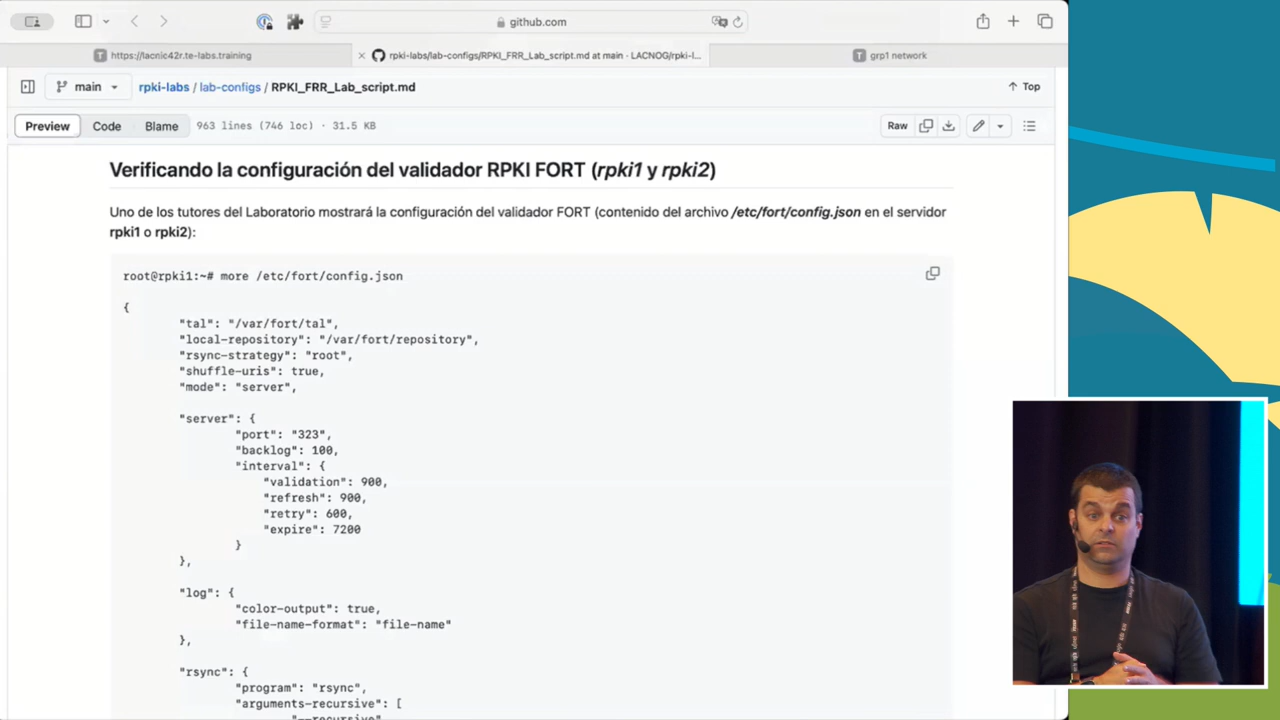 github.com
https://lacnic42r.te-labs.training
rpki-labs/lab-configs/RPKI_FRR_Lab_script.md at main · LACNOG/rpki-l...
grp1 network
main
rpki-labs / lab-configs / RPKI_FRR_Lab_script.md
Top
Preview
Code
Blame
963 lines (746 loc) · 31.5 KB
Raw
Verificando la configuración del validador RPKI FORT (rpki1 y rpki2)
Uno de los tutores del Laboratorio mostrará la configuración del validador FORT (contenido del archivo /etc/fort/config.json en el servidor
rpki1 o rpki2):
root@rpki1:~# more /etc/fort/config.json
{
"tal": "/var/fort/tal",
"local-repository": "/var/fort/repository",
"rsync-strategy": "root",
"shuffle-uris": true,
"mode": "server",
"server": {
"port": "323",
"backlog": 100,
"interval": {
"validation": 900,
"refresh": 900,
"retry": 600,
"expire": 7200
}
},
"log": {
"color-output": true,
"file-name-format": "file-name"
},
"rsync": {
"program": "rsync",
"arguments-recursive": [
"--recursive"